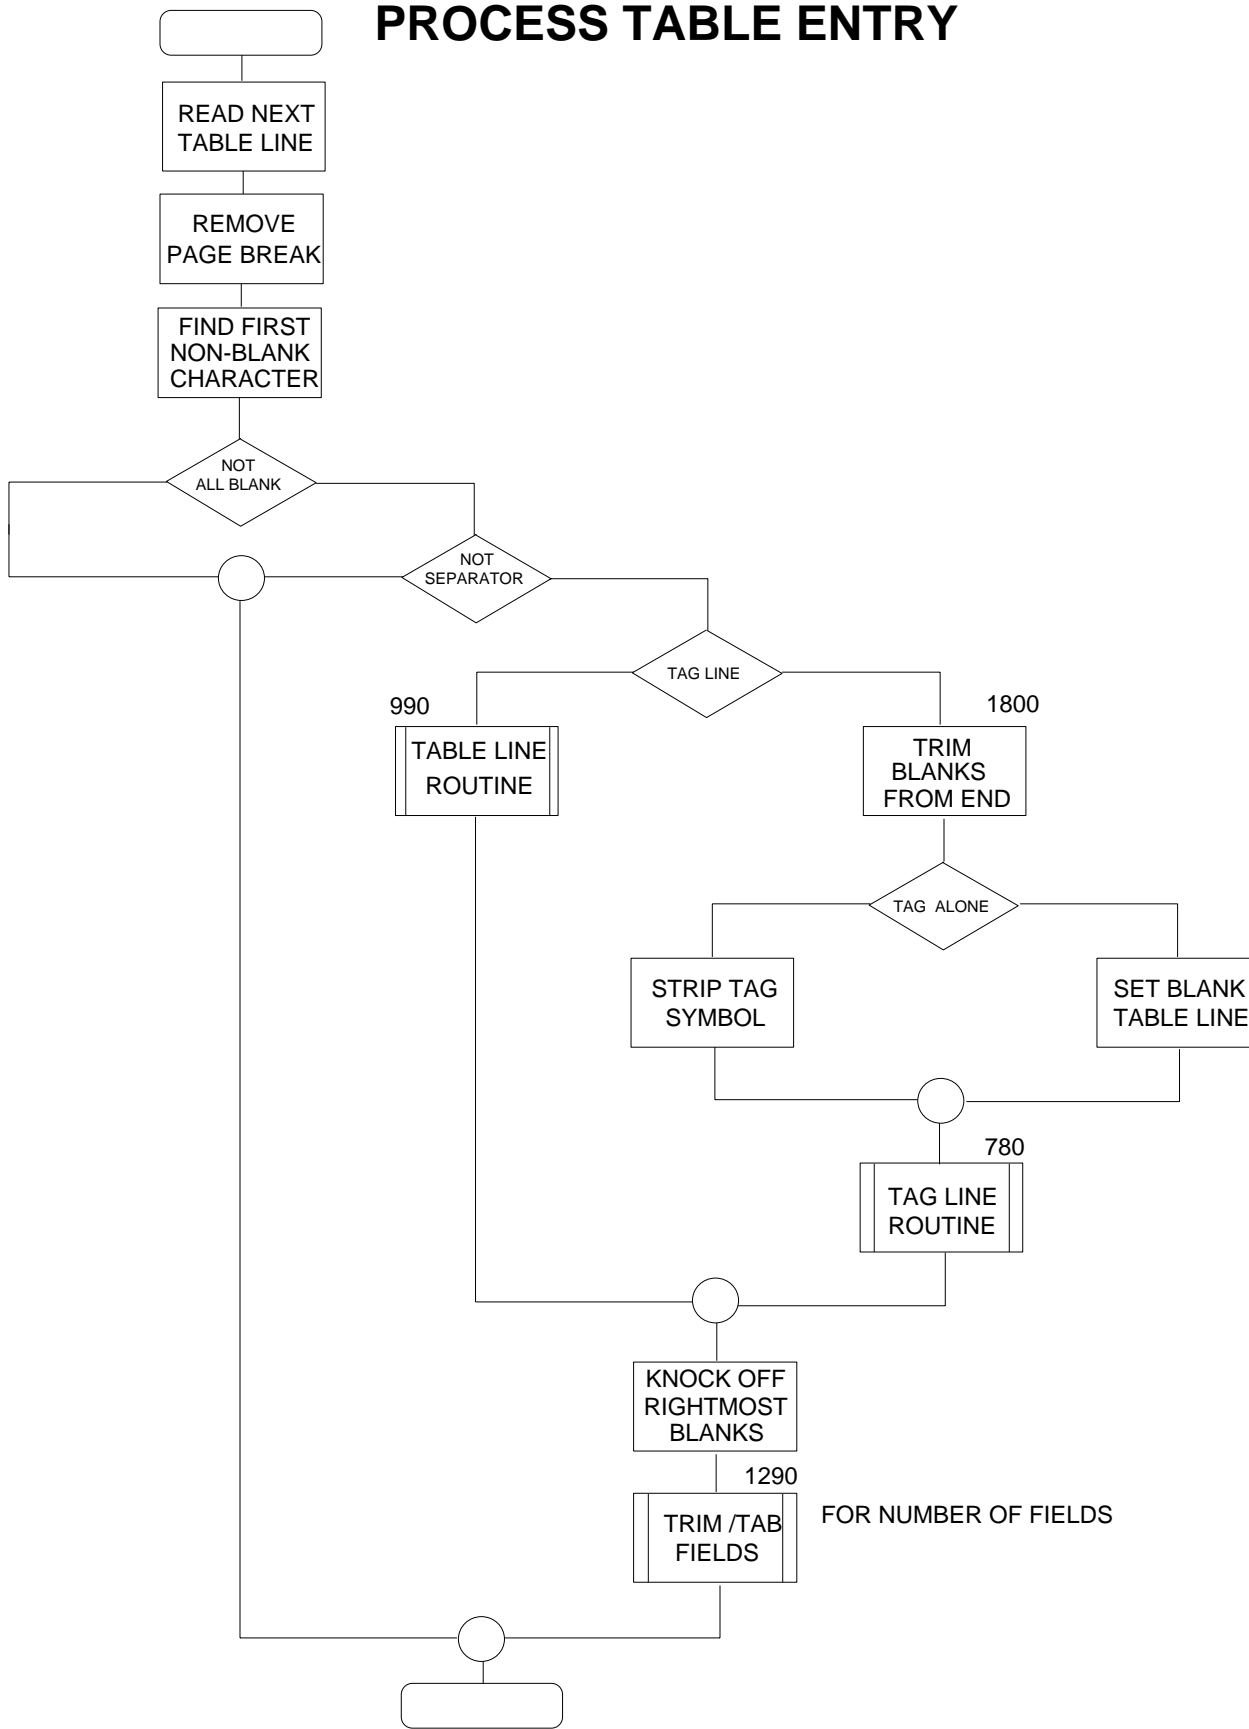 PROCESS TABLE ENTRY
READ NEXT
TABLE LINE
REMOVE
PAGE BREAK
FIND FIRST
NON-BLANK
CHARACTER
NOT
ALL BLANK
NOT
SEPARATOR
TAG LINE
990
TABLE LINE
ROUTINE
1800
TRIM
BLANKS
FROM END
TAG ALONE
STRIP TAG
SYMBOL
SET BLANK
TABLE LINE
780
TAG LINE
ROUTINE
KNOCK OFF
RIGHTMOST
BLANKS
1290
TRIM /TAB
FIELDS
FOR NUMBER OF FIELDS